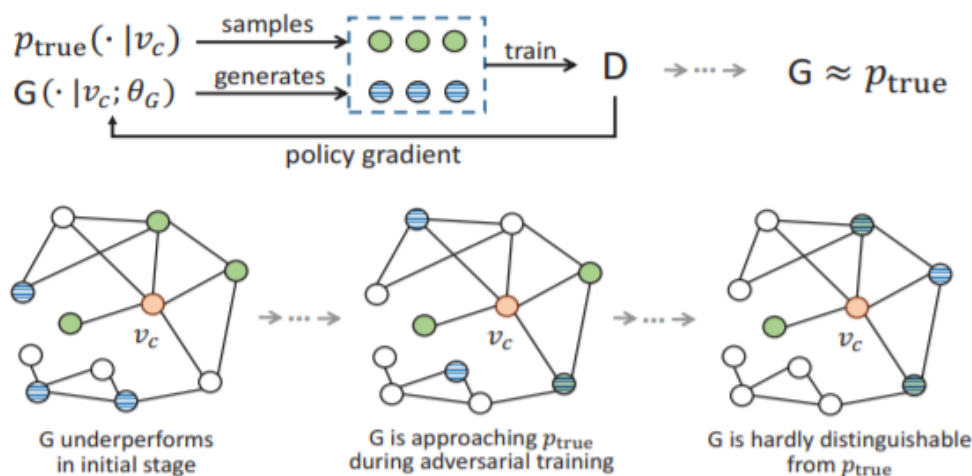 p_true(· |v_c) samples
G(· |v_c; θ_G) generates
train D ... G ≈ p_true
policy gradient
v_c ... v_c ... v_c
G underperforms
in initial stage
G is approaching p_true
during adversarial training
G is hardly distinguishable
from p_true